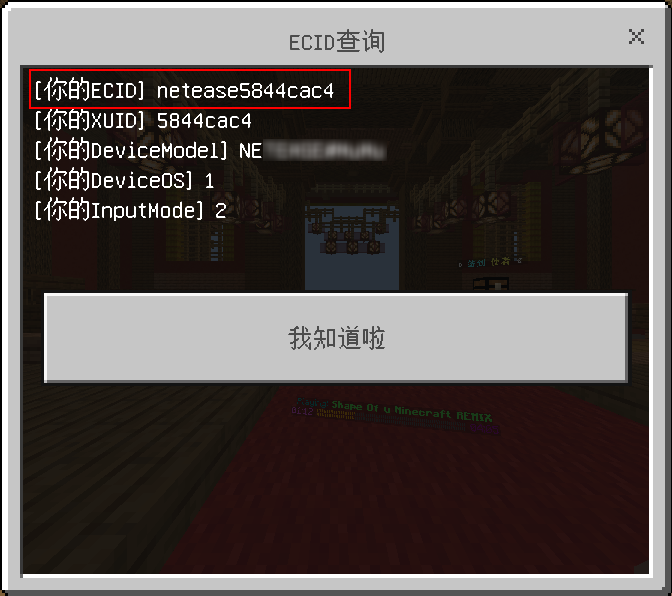 ECID查询
[你的ECID] netease5844cac4
[你的XUID] 5844cac4
[你的DeviceModel] NE
[你的DeviceOS] 1
[你的InputMode] 2
我知道啦
Shape Of U Minecraft REMIX